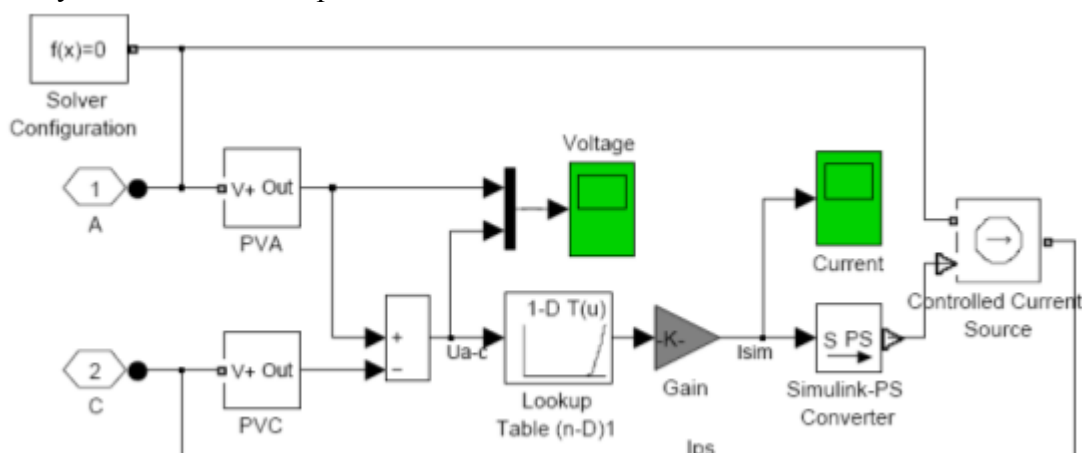 f(x)=0
Solver
Configuration
1
A
V+ Out
PVA
Voltage
Current
Controlled Current
Source
1-D T(u)
+
−
Ua-c
Lookup
Table (n-D)1
-K-
Gain
Isim
S PS
Simulink-PS
Converter
2
C
V+ Out
PVC
Ips